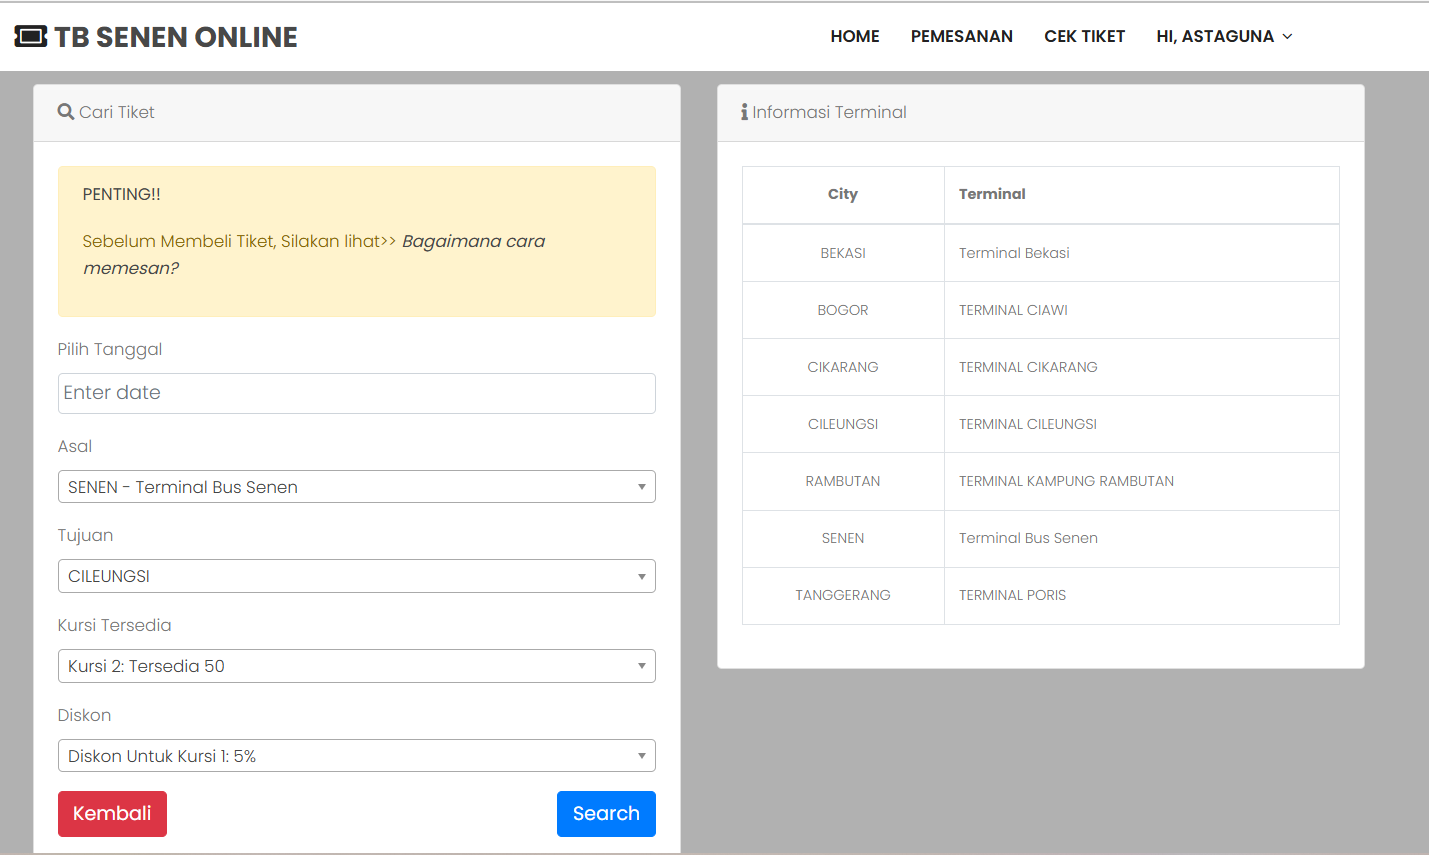 TB SENEN ONLINE
HOME PEMESANAN CEK TIKET HI, ASTAGUNA
Cari Tiket
PENTING!!
Sebelum Membeli Tiket, Silakan lihat>> Bagaimana cara
memesan?
Pilih Tanggal
Enter date
Asal
SENEN - Terminal Bus Senen
Tujuan
CILEUNGSI
Kursi Tersedia
Kursi 2: Tersedia 50
Diskon
Diskon Untuk Kursi 1: 5%
Kembali Search
Informasi Terminal
City Terminal
BEKASI Terminal Bekasi
BOGOR TERMINAL CIAWI
CIKARANG TERMINAL CIKARANG
CILEUNGSI TERMINAL CILEUNGSI
RAMBUTAN TERMINAL KAMPUNG RAMBUTAN
SENEN Terminal Bus Senen
TANGGERANG TERMINAL PORIS